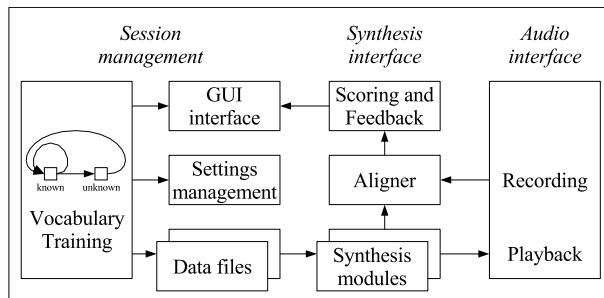 Session
management
Synthesis
interface
Audio
interface
GUI
interface
Scoring and
Feedback
known
unknown
Vocabulary
Training
Settings
management
Aligner
Recording
Data files
Synthesis
modules
Playback